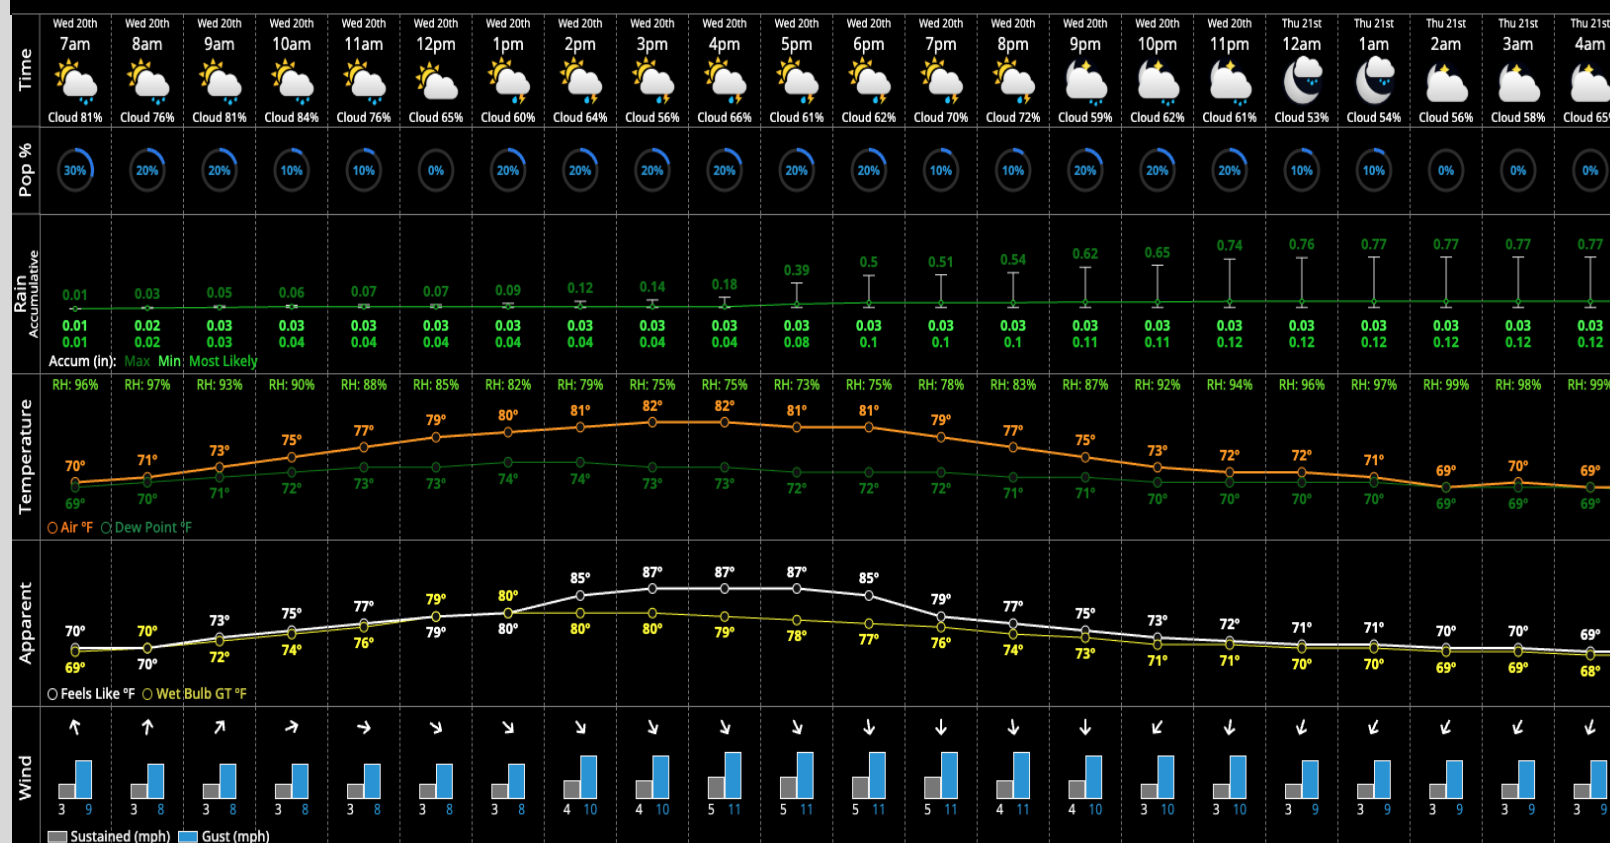 Wed 20th Wed 20th Wed 20th Wed 20th Wed 20th Wed 20th Wed 20th Wed 20th Wed 20th Wed 20th Wed 20th Wed 20th Wed 20th Wed 20th Wed 20th Wed 20th Wed 20th Thu 21st Thu 21st Thu 21st Thu 21st Thu 21st
Time 7am 8am 9am 10am 11am 12pm 1pm 2pm 3pm 4pm 5pm 6pm 7pm 8pm 9pm 10pm 11pm 12am 1am 2am 3am 4am
Cloud 81% Cloud 76% Cloud 81% Cloud 84% Cloud 76% Cloud 65% Cloud 60% Cloud 64% Cloud 56% Cloud 66% Cloud 61% Cloud 62% Cloud 70% Cloud 72% Cloud 59% Cloud 62% Cloud 61% Cloud 53% Cloud 54% Cloud 56% Cloud 58% Cloud 65%
Pop % 30% 20% 20% 10% 10% 0% 20% 20% 20% 20% 20% 20% 10% 10% 20% 20% 20% 10% 10% 0% 0% 0%
Rain
Accumulative
0.01 0.03 0.05 0.06 0.07 0.07 0.09 0.12 0.14 0.18 0.39 0.5 0.51 0.54 0.62 0.65 0.74 0.76 0.77 0.77 0.77 0.77
0.01 0.02 0.03 0.03 0.03 0.03 0.03 0.03 0.03 0.03 0.03 0.03 0.03 0.03 0.03 0.03 0.03 0.03 0.03 0.03 0.03 0.03
0.01 0.02 0.03 0.04 0.04 0.04 0.04 0.04 0.04 0.04 0.08 0.1 0.1 0.1 0.11 0.11 0.12 0.12 0.12 0.12 0.12 0.12
Accum (in): Max Min Most Likely
RH: 96% RH: 97% RH: 93% RH: 90% RH: 88% RH: 85% RH: 82% RH: 79% RH: 75% RH: 75% RH: 73% RH: 75% RH: 78% RH: 83% RH: 87% RH: 92% RH: 94% RH: 96% RH: 97% RH: 99% RH: 98% RH: 99%
Temperature
70° 71° 73° 75° 77° 79° 80° 81° 82° 82° 81° 81° 79° 77° 75° 73° 72° 72° 71° 69° 70° 69°
69° 70° 71° 72° 73° 73° 74° 74° 73° 73° 72° 72° 72° 71° 71° 70° 70° 70° 70° 69° 69° 69°
Air °F Dew Point °F
Apparent
70° 70° 73° 75° 77° 79° 80° 85° 87° 87° 87° 85° 79° 77° 75° 73° 72° 71° 71° 70° 70° 69°
69° 70° 72° 74° 76° 79° 80° 80° 80° 79° 78° 77° 76° 74° 73° 71° 71° 70° 70° 69° 69° 68°
Feels Like °F Wet Bulb GT °F
Wind
3 9 3 8 3 8 3 8 3 8 3 8 3 8 4 10 4 10 5 11 5 11 5 11 5 11 4 11 4 10 3 10 3 10 3 9 3 9 3 9 3 9 3 9
Sustained (mph) Gust (mph)